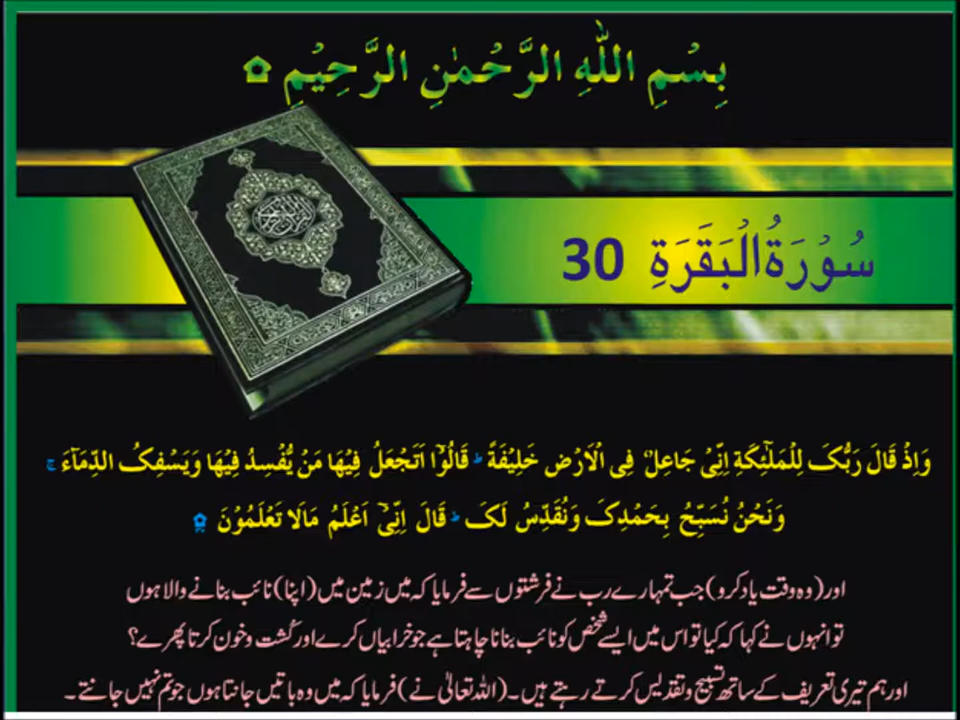 بِسْمِ اللّٰهِ الرَّحْمٰنِ الرَّحِيْمِ
سُوْرَةُ الْبَقَرَةِ 30
وَاِذْ قَالَ رَبُّكَ لِلْمَلٰٓئِكَةِ اِنِّیْ جَاعِلٌ فِی الْاَرْضِ خَلِيْفَةً ؕ قَالُوْٓا اَتَجْعَلُ فِيْهَا مَنْ يُّفْسِدُ فِيْهَا وَيَسْفِكُ الدِّمَآءَ ۚ
وَنَحْنُ نُسَبِّحُ بِحَمْدِكَ وَنُقَدِّسُ لَكَ ؕ قَالَ اِنِّیْٓ اَعْلَمُ مَالَا تَعْلَمُوْنَ
اور (وہ وقت یاد کرو) جب تمہارے رب نے فرشتوں سے فرمایا کہ میں زمین میں (اپنا) نائب بنانے والا ہوں
تو انہوں نے کہا کہ کیا تو اس میں ایسے شخص کو نائب بنانا چاہتا ہے جو خرابیاں کرے اور کُشت و خون کرتا پھرے؟
اور ہم تیری تعریف کے ساتھ تسبیح و تقدیس کرتے رہتے ہیں۔ (اللہ تعالیٰ نے) فرمایا کہ میں وہ باتیں جانتا ہوں جو تم نہیں جانتے۔